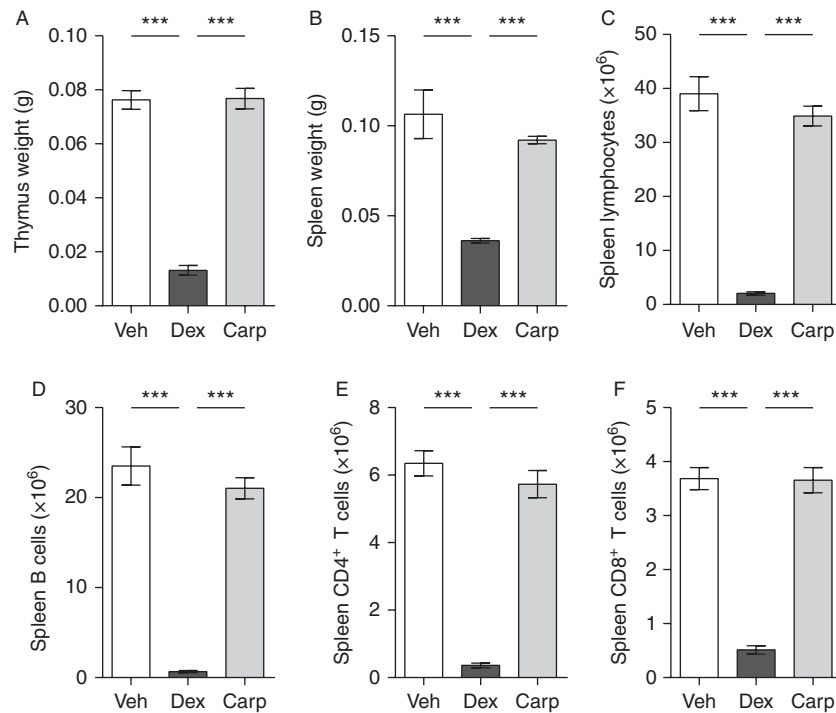 A
*** ***
Thymus weight (g)
0.10
0.08
0.06
0.04
0.02
0.00
Veh Dex Carp
B
*** ***
Spleen weight (g)
0.15
0.10
0.05
0.00
Veh Dex Carp
C
*** ***
Spleen lymphocytes (×10⁶)
50
40
30
20
10
0
Veh Dex Carp
D
*** ***
Spleen B cells (×10⁶)
30
20
10
0
Veh Dex Carp
E
*** ***
Spleen CD4⁺ T cells (×10⁶)
8
6
4
2
0
Veh Dex Carp
F
*** ***
Spleen CD8⁺ T cells (×10⁶)
5
4
3
2
1
0
Veh Dex Carp